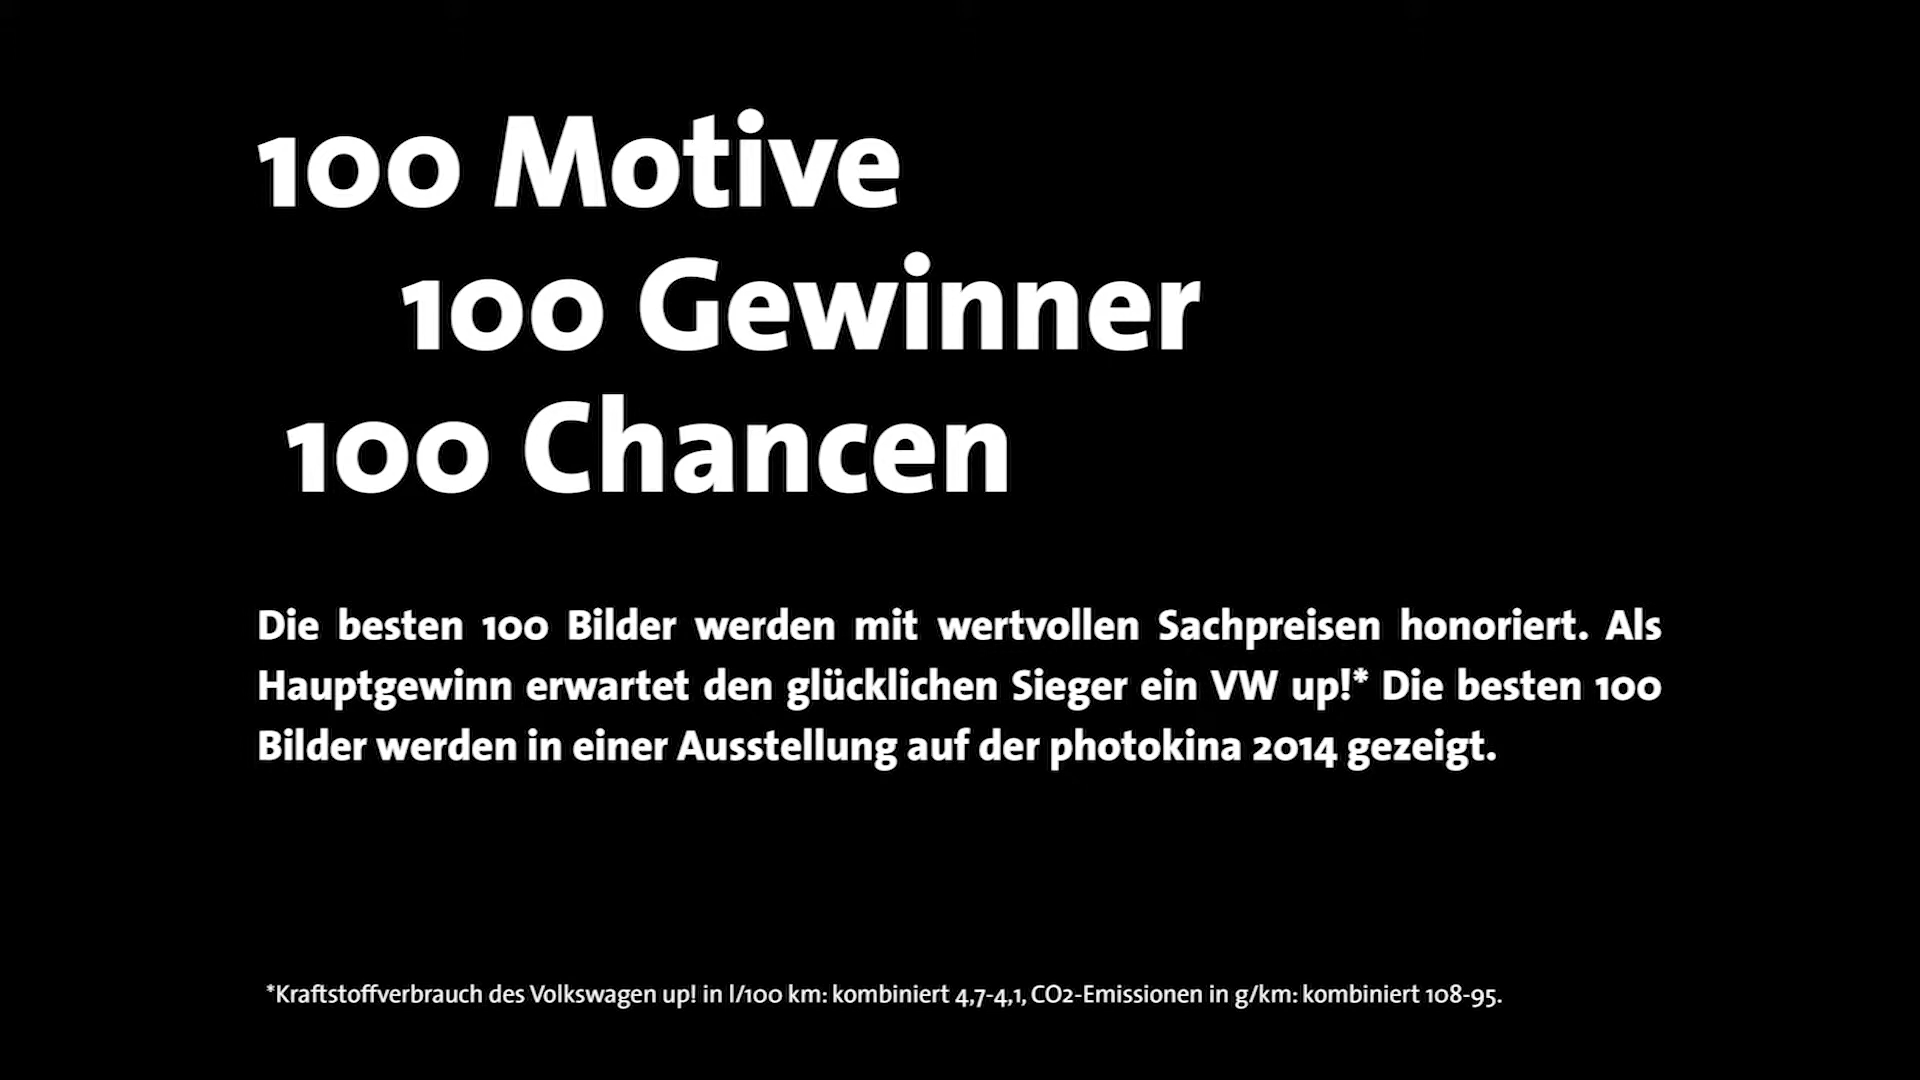 100 Motive
100 Gewinner
100 Chancen
Die besten 100 Bilder werden mit wertvollen Sachpreisen honoriert. Als
Hauptgewinn erwartet den glücklichen Sieger ein VW up!* Die besten 100
Bilder werden in einer Ausstellung auf der photokina 2014 gezeigt.
*Kraftstoffverbrauch des Volkswagen up! in l/100 km: kombiniert 4,7-4,1, CO2-Emissionen in g/km: kombiniert 108-95.